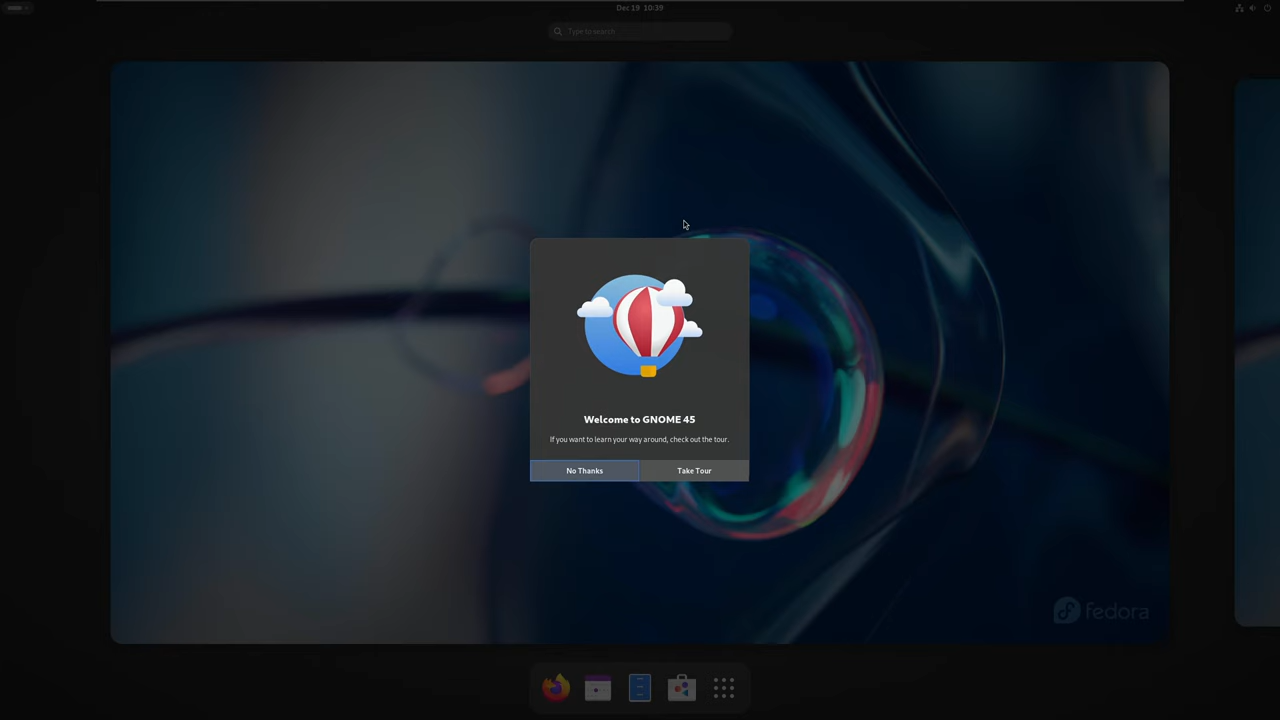 Dec 19 10:39
Type to search
Welcome to GNOME 45
If you want to learn your way around, check out the tour.
No Thanks
Take Tour
fedora